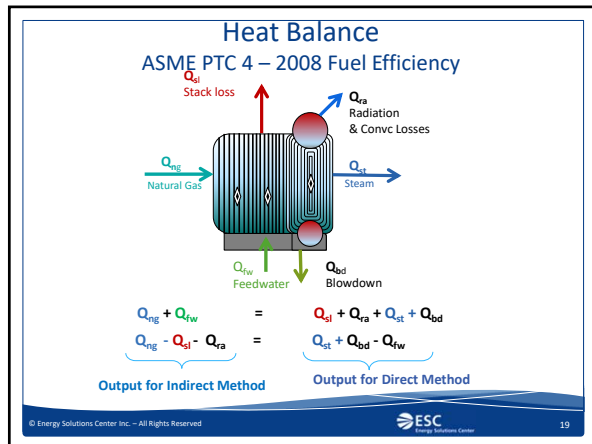 Heat Balance
ASME PTC 4 – 2008 Fuel Efficiency
Qsl
Stack loss
Qra
Radiation
& Convc Losses
Qng
Natural Gas
Qst
Steam
Qfw
Feedwater
Qbd
Blowdown
Qng + Qfw = Qsl + Qra + Qst + Qbd
Qng - Qsl - Qra = Qst + Qbd - Qfw
Output for Indirect Method
Output for Direct Method
© Energy Solutions Center Inc. – All Rights Reserved
ESC
Energy Solutions Center
19